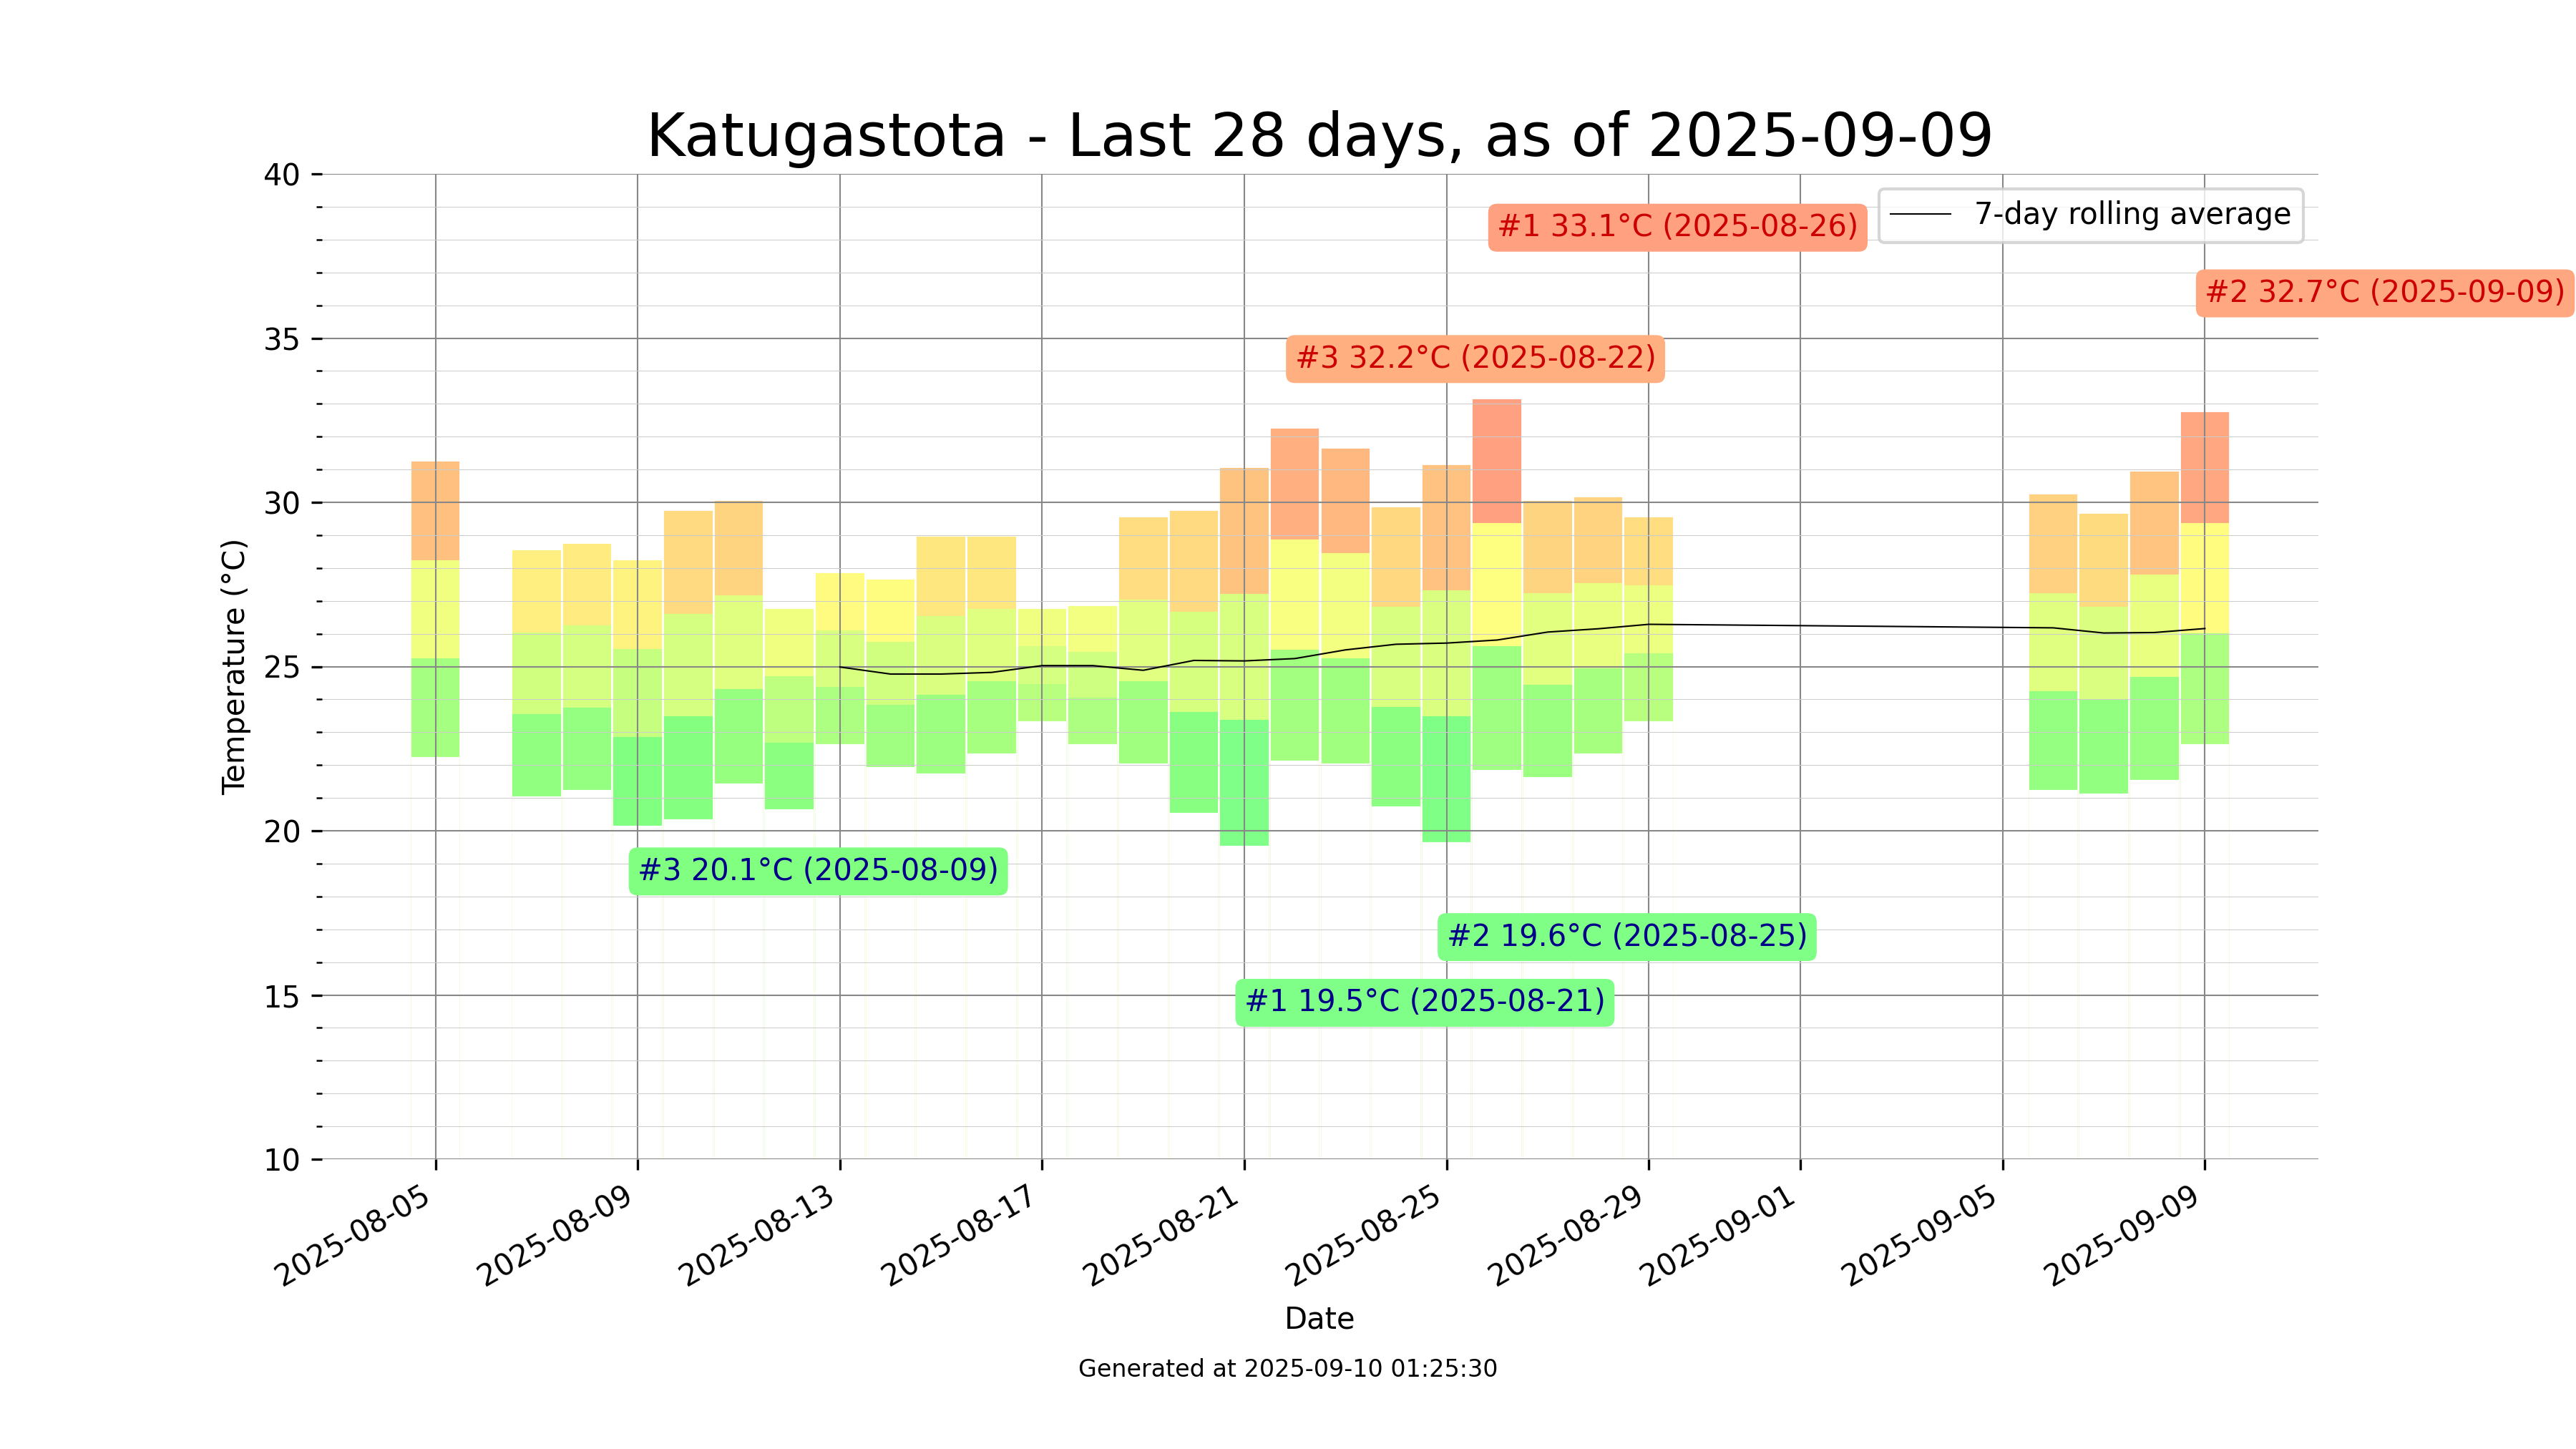 Katugastota - Last 28 days, as of 2025-09-09
7-day rolling average
#1 33.1°C (2025-08-26)
#2 32.7°C (2025-09-09)
#3 32.2°C (2025-08-22)
#3 20.1°C (2025-08-09)
#2 19.6°C (2025-08-25)
#1 19.5°C (2025-08-21)
Temperature (°C)
40
35
30
25
20
15
10
2025-08-05
2025-08-09
2025-08-13
2025-08-17
2025-08-21
2025-08-25
2025-08-29
2025-09-01
2025-09-05
2025-09-09
Date
Generated at 2025-09-10 01:25:30